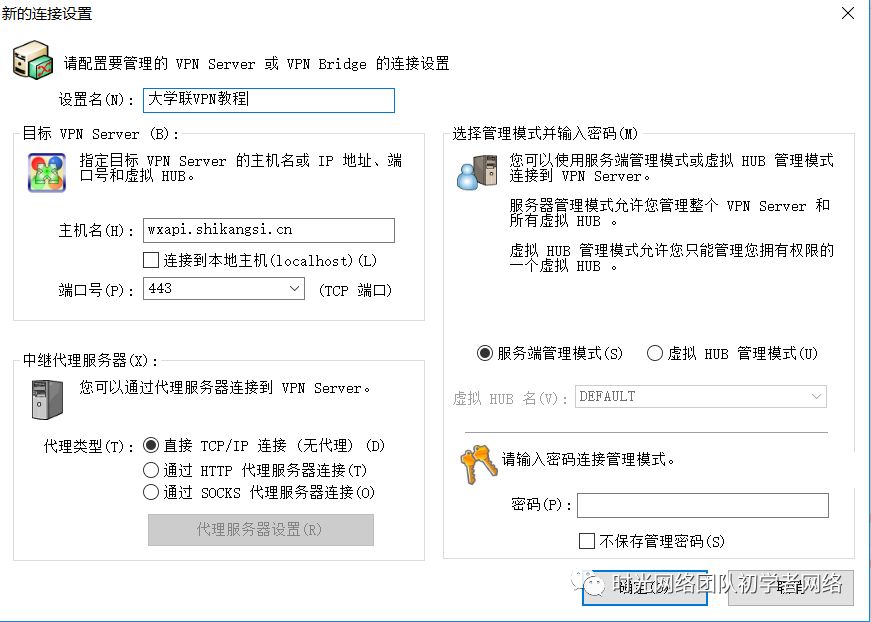 新的连接设置
请配置要管理的 VPN Server 或 VPN Bridge 的连接设置
设置名(N):
大学联VPN教程
目标 VPN Server (B):
指定目标 VPN Server 的主机名或 IP 地址、端
口号和虚拟 HUB。
主机名(H):
wxapi.shikangsi.cn
连接到本地主机(localhost)(L)
端口号(P):
443
(TCP 端口)
中继代理服务器(X):
您可以通过代理服务器连接到 VPN Server。
代理类型(T):
直接 TCP/IP 连接 (无代理) (D)
通过 HTTP 代理服务器连接(T)
通过 SOCKS 代理服务器连接(O)
代理服务器设置(R)
选择管理模式并输入密码(M)
您可以使用服务端管理模式或虚拟 HUB 管理模式
连接到 VPN Server。
服务器管理模式允许您管理整个 VPN Server 和
所有虚拟 HUB 。
虚拟 HUB 管理模式允许您只能管理您拥有权限的
一个虚拟 HUB 。
服务端管理模式(S)
虚拟 HUB 管理模式(U)
虚拟 HUB 名(V):
DEFAULT
请输入密码连接管理模式。
密码(P):
不保存管理密码(S)
确定(O)
取消
时光网络团队初学者网络